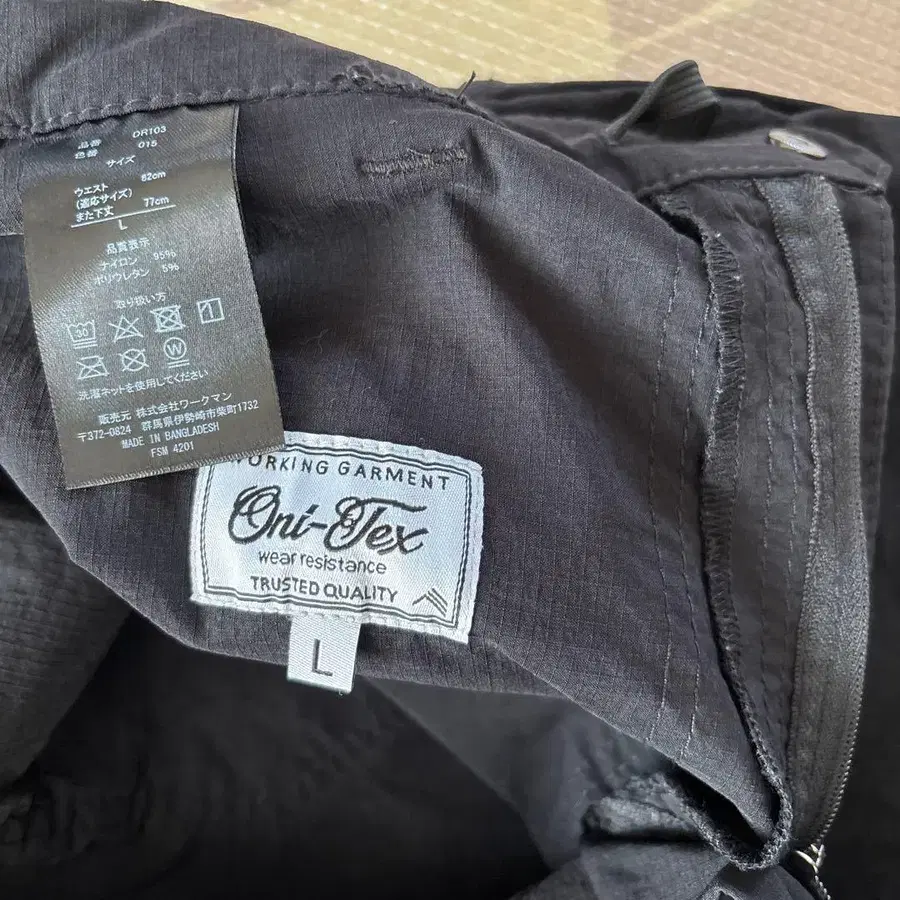 品番 DR103
色番 015
サイズ
ウエスト 82cm
(適応サイズ)
また下丈 77cm
L
品質表示
ナイロン 95%
ポリウレタン 5%
取り扱い方
30
W
洗濯ネットを使用してください
販売元 株式会社ワークマン
〒372-0824 群馬県伊勢崎市柴町1732
MADE IN BANGLADESH
FSM 4201
WORKING GARMENT
Oni-Tex
wear resistance
TRUSTED QUALITY
L